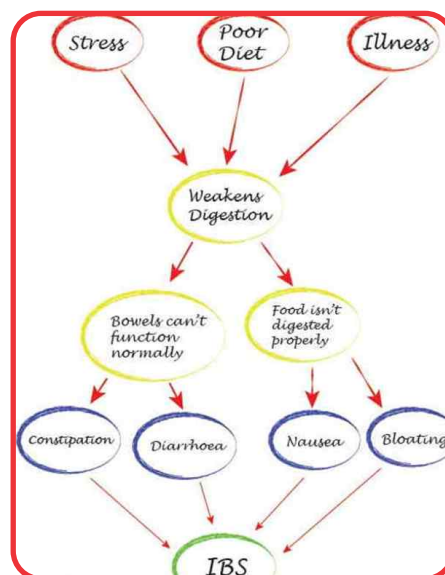 Stress
Poor
Diet
Illness
Weakens
Digestion
Bowels can't
function
normally
Food isn't
digested
properly
Constipation
Diarrhoea
Nausea
Bloating
IBS